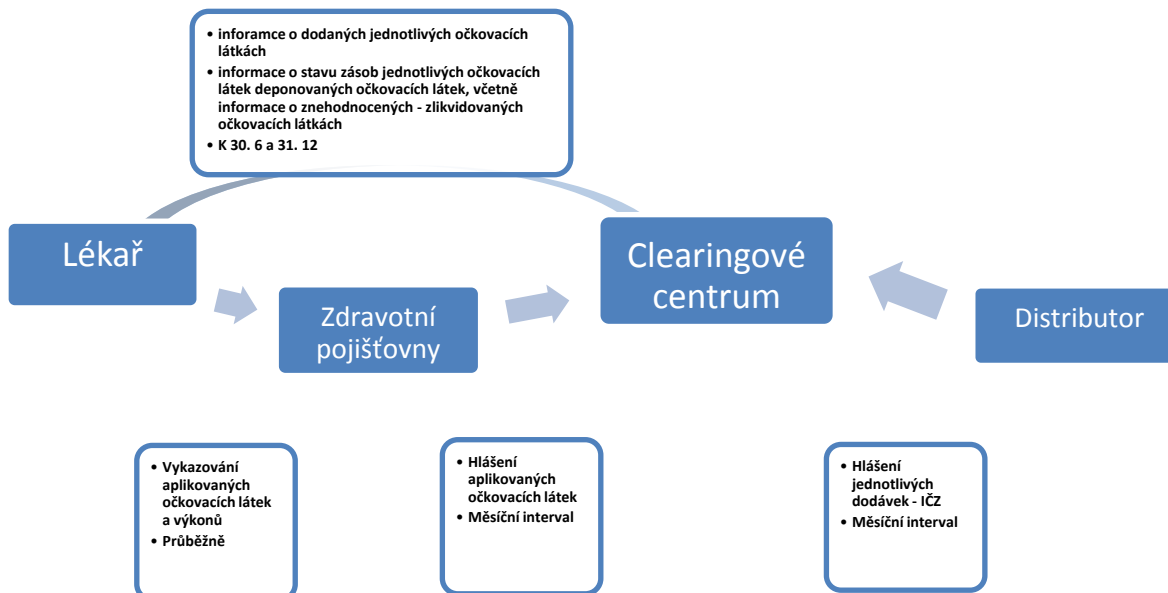 • inforamce o dodaných jednotlivých očkovacích
látkách
• informace o stavu zásob jednotlivých očkovacích
látek deponovaných očkovacích látek, včetně
informace o znehodnocených - zlikvidovaných
očkovacích látkách
• K 30. 6 a 31. 12
Lékař
Zdravotní
pojišťovny
Clearingové
centrum
Distributor
• Vykazování
aplikovaných
očkovacích látek
a výkonů
• Průběžně
• Hlášení
aplikovaných
očkovacích látek
• Měsíční interval
• Hlášení
jednotlivých
dodávek - IČZ
• Měsíční interval